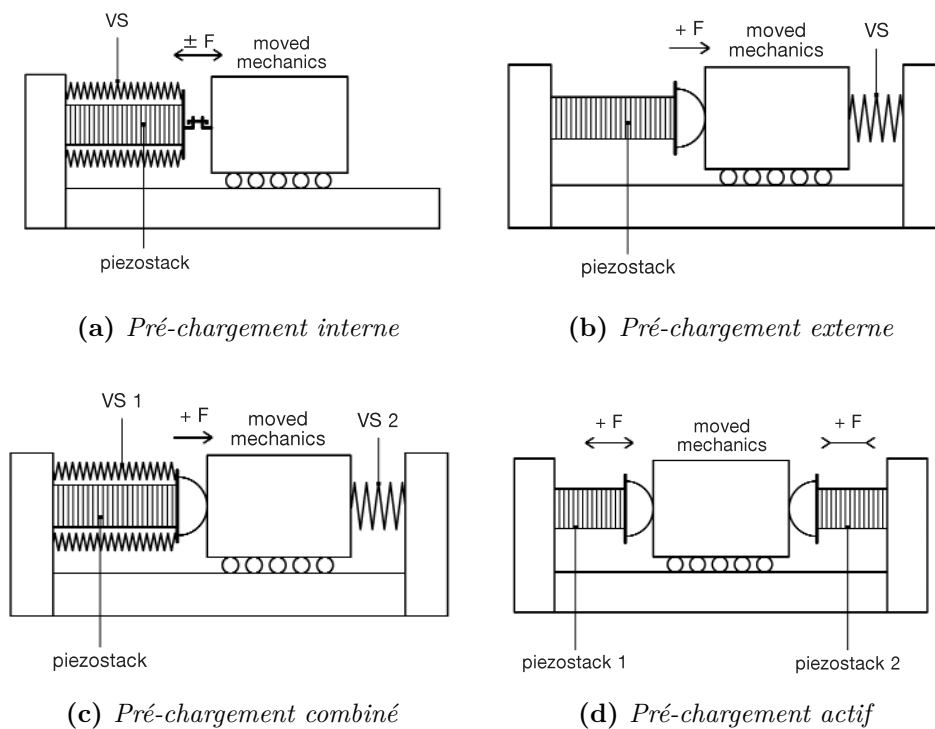 VS
± F
moved
mechanics
piezostack
(a) Pré-chargement interne
+ F
moved
mechanics
VS
piezostack
(b) Pré-chargement externe
VS 1
+ F
moved
mechanics
VS 2
piezostack
(c) Pré-chargement combiné
+ F
moved
mechanics
+ F
piezostack 1
piezostack 2
(d) Pré-chargement actif